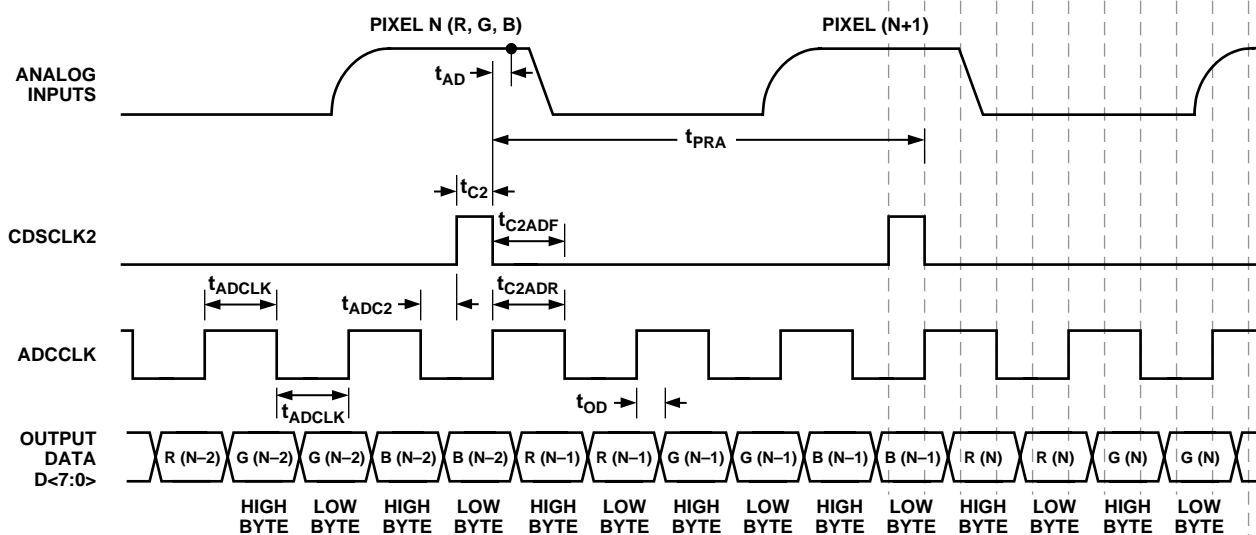 PIXEL N (R, G, B)
PIXEL (N+1)
ANALOG
INPUTS
tAD
tPRA
tC2
CDSCLK2
tC2ADF
tADCLK
tADC2
tC2ADR
ADCCLK
tADCLK
tOD
OUTPUT
DATA
D<7:0>
R (N–2) G (N–2) G (N–2) B (N–2) B (N–2) R (N–1) R (N–1) G (N–1) G (N–1) B (N–1) B (N–1) R (N) R (N) G (N) G (N)
HIGH LOW HIGH LOW HIGH LOW HIGH LOW HIGH LOW HIGH LOW HIGH LOW
BYTE BYTE BYTE BYTE BYTE BYTE BYTE BYTE BYTE BYTE BYTE BYTE BYTE BYTE